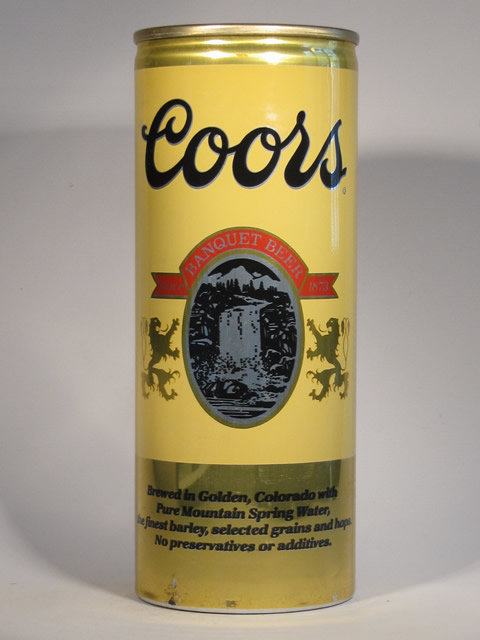 Coors
BANQUET BEER
1873
Brewed in Golden, Colorado with
Pure Mountain Spring Water,
the finest barley, selected grains and hops.
No preservatives or additives.